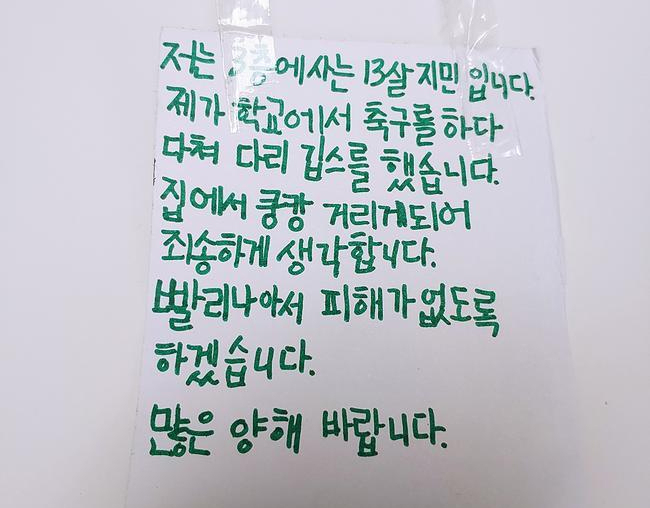 저는 3층에 사는 13살 지민 입니다.
제가 학교에서 축구를 하다
다쳐 다리 깁스를 했습니다.
집에서 쿵쾅 거리게되어
죄송하게 생각합니다.
빨리나아서 피해가 없도록
하겠습니다.
많은 양해 바랍니다.